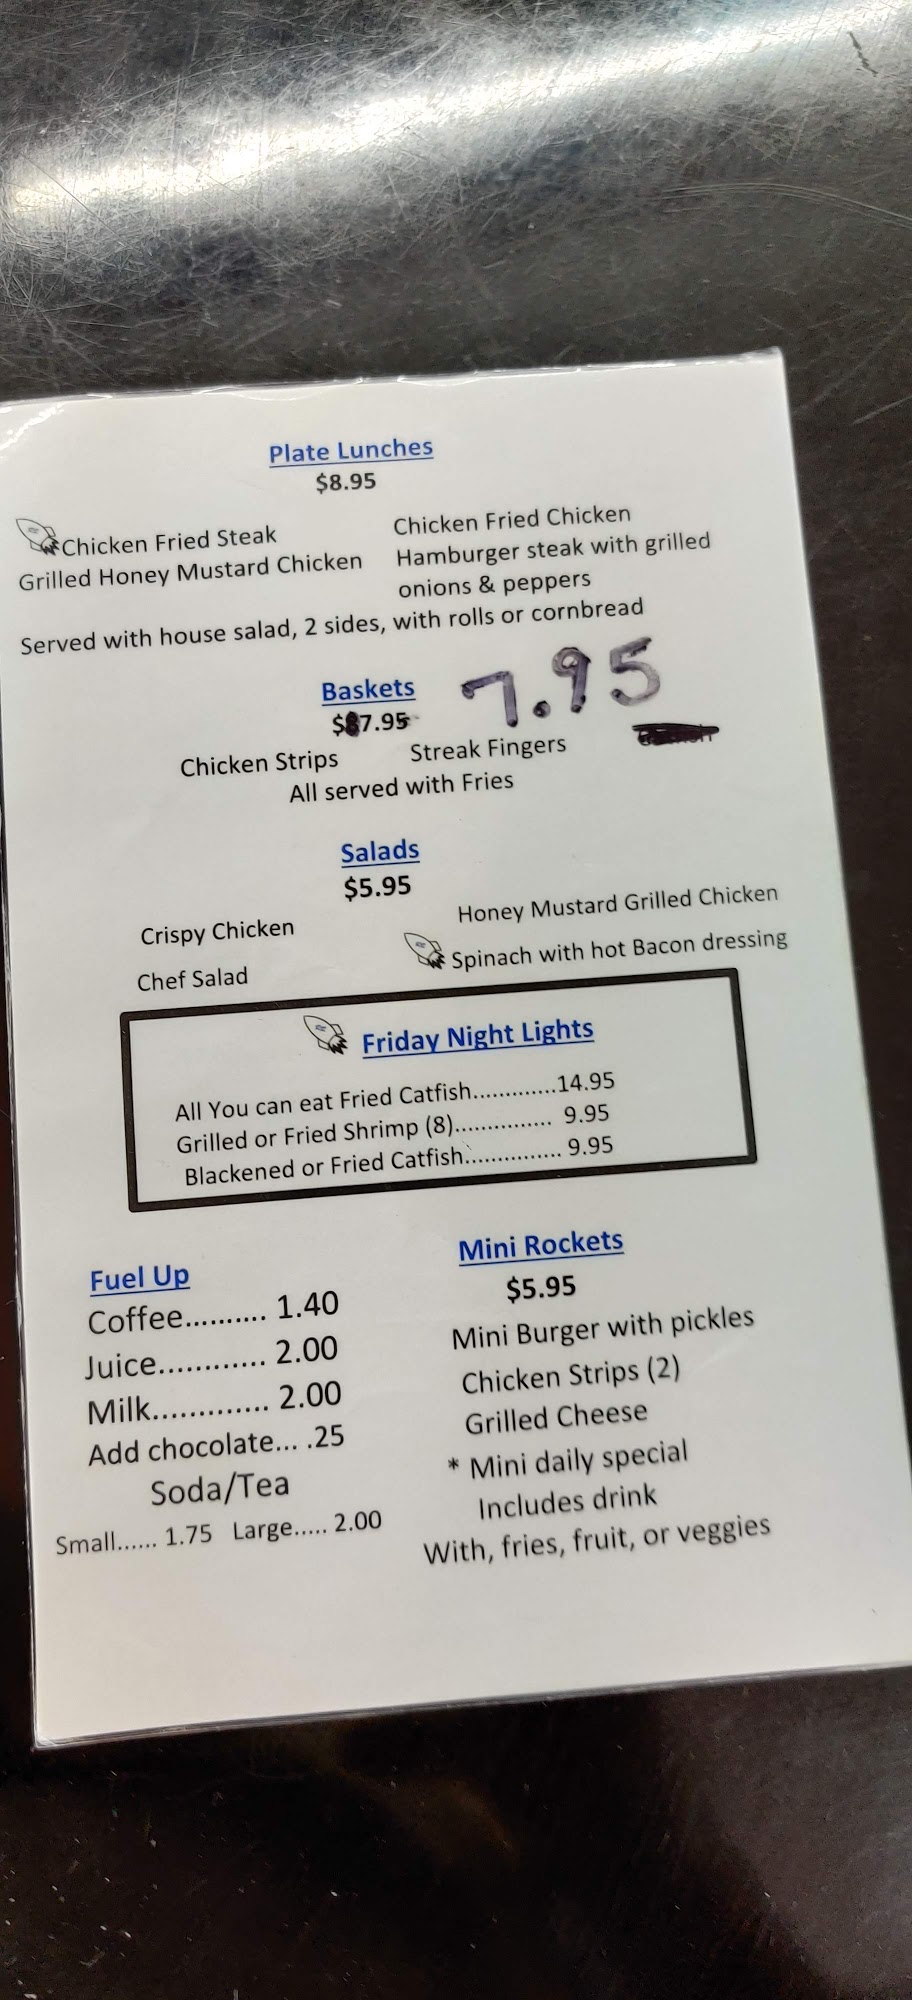 Plate Lunches
$8.95
Chicken Fried Steak Chicken Fried Chicken
Grilled Honey Mustard Chicken Hamburger steak with grilled
onions & peppers
Served with house salad, 2 sides, with rolls or cornbread
Baskets 7.95
$7.95
Chicken Strips Streak Fingers
All served with Fries
Salads
$5.95
Crispy Chicken Honey Mustard Grilled Chicken
Chef Salad Spinach with hot Bacon dressing
Friday Night Lights
All You can eat Fried Catfish.............14.95
Grilled or Fried Shrimp (8)................ 9.95
Blackened or Fried Catfish............... 9.95
Fuel Up
Coffee.......... 1.40
Juice............ 2.00
Milk............. 2.00
Add chocolate... .25
Soda/Tea
Small...... 1.75 Large..... 2.00
Mini Rockets
$5.95
Mini Burger with pickles
Chicken Strips (2)
Grilled Cheese
* Mini daily special
Includes drink
With, fries, fruit, or veggies